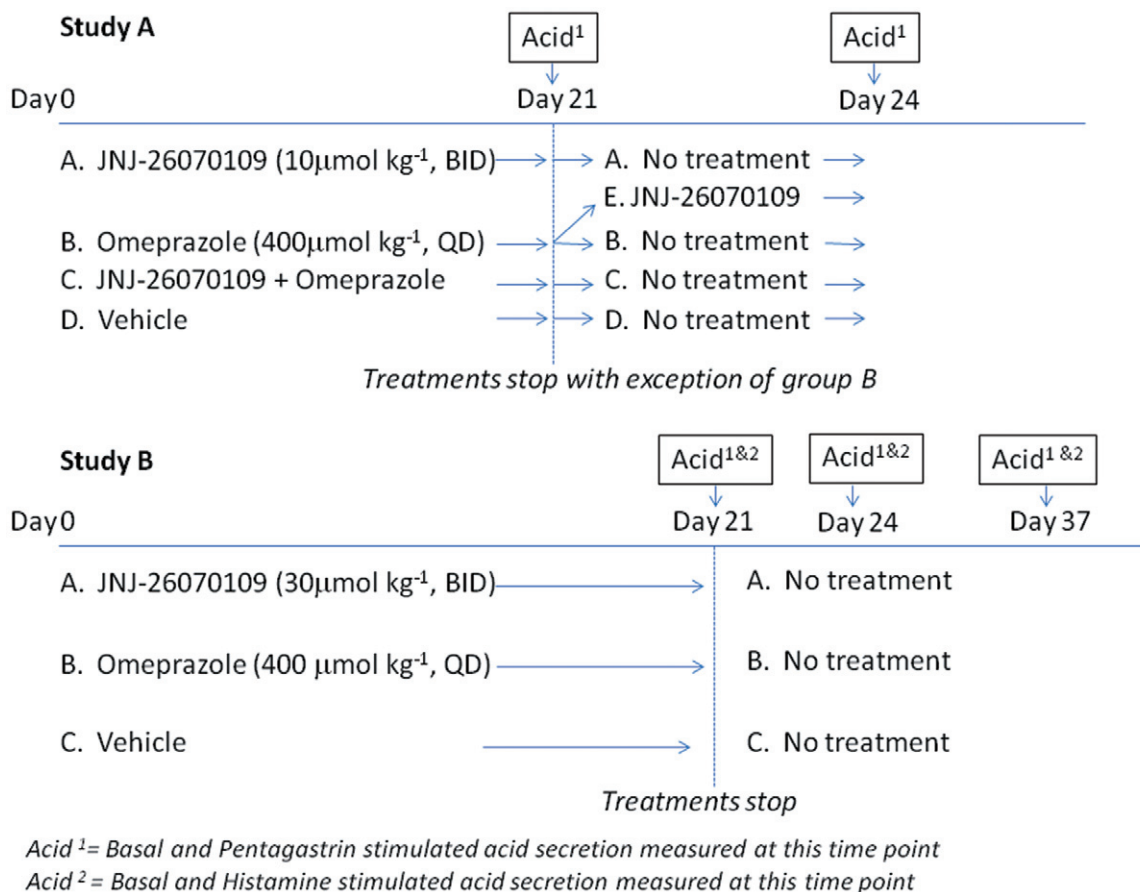 Study A
Acid¹ Acid¹
Day 0 Day 21 Day 24
A. JNJ-26070109 (10μmol kg⁻¹, BID) A. No treatment
E. JNJ-26070109
B. Omeprazole (400μmol kg⁻¹, QD) B. No treatment
C. JNJ-26070109 + Omeprazole C. No treatment
D. Vehicle D. No treatment
Treatments stop with exception of group B
Study B
Acid¹&² Acid¹&² Acid¹ &²
Day 0 Day 21 Day 24 Day 37
A. JNJ-26070109 (30μmol kg⁻¹, BID) A. No treatment
B. Omeprazole (400 μmol kg⁻¹, QD) B. No treatment
C. Vehicle C. No treatment
Treatments stop
Acid ¹= Basal and Pentagastrin stimulated acid secretion measured at this time point
Acid ² = Basal and Histamine stimulated acid secretion measured at this time point